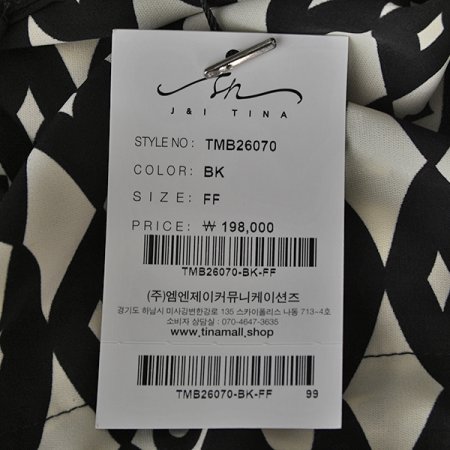 J & I TINA
STYLE NO: TMB26070
COLOR: BK
SIZE: FF
PRICE: ₩ 198,000
TMB26070-BK-FF
(주)엠엔제이커뮤니케이션즈
경기도 하남시 미사강변한강로 135 스카이폴리스 나동 713-4호
소비자 상담실 : 070-4647-3635
www.tinamall.shop
TMB26070-BK-FF 99